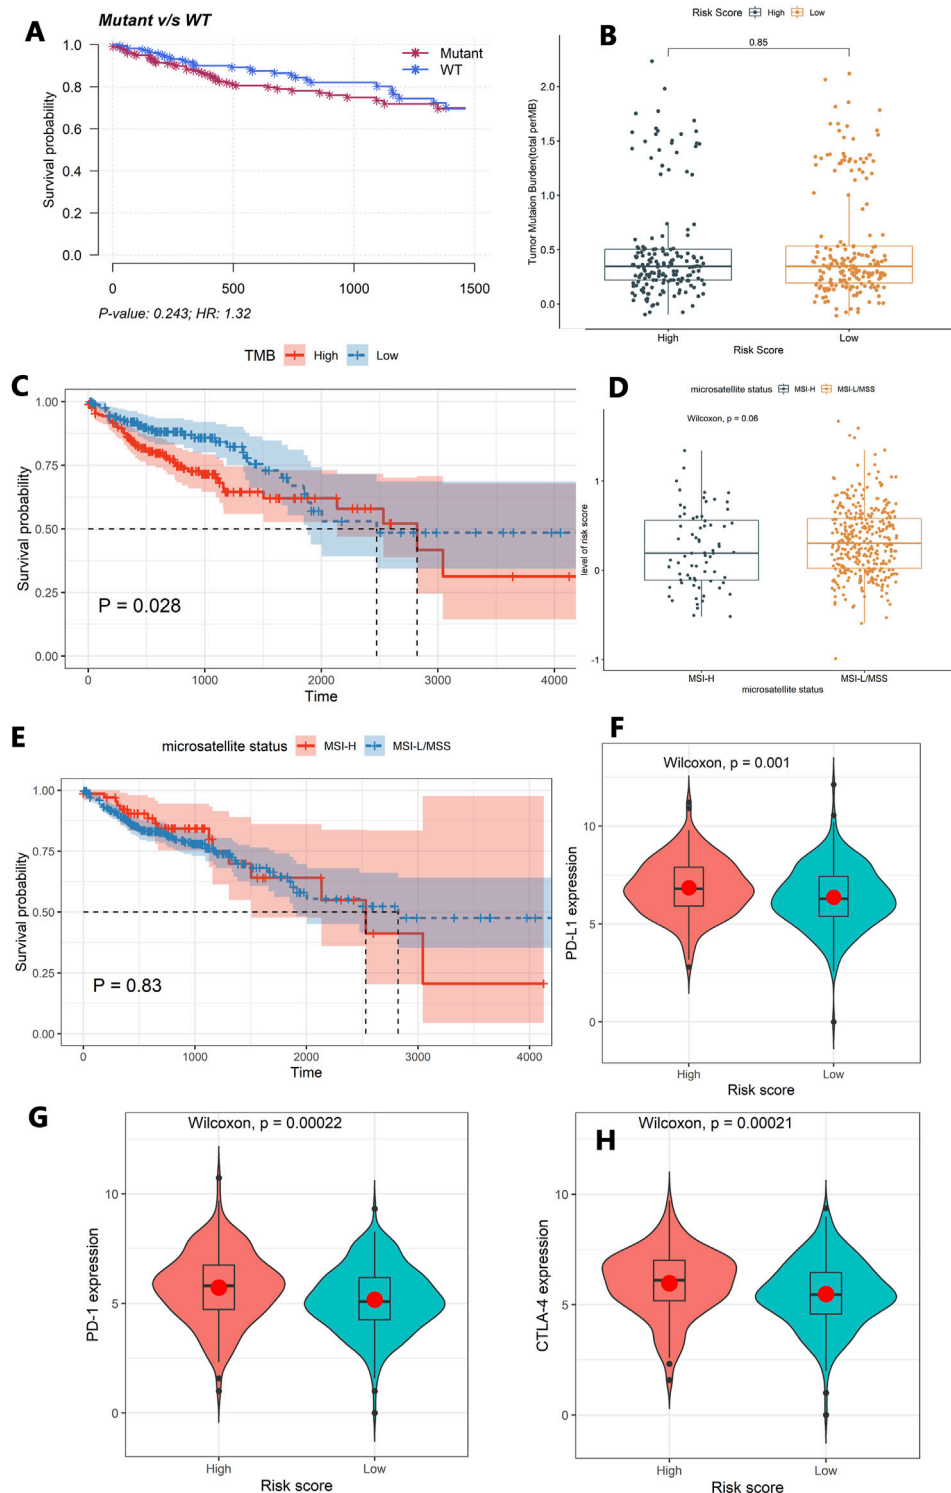 A
Mutant v/s WT
Survival probability
1.0
0.8
0.6
0.4
0.2
0.0
Mutant
WT
0 500 1000 1500
P-value: 0.243; HR: 1.32
B
Risk Score High Low
0.85
Tumor Mutaion Burden(total perMB)
2.0
1.5
1.0
0.5
0.0
High Low
Risk Score
C
TMB High Low
Survival probability
1.00
0.75
0.50
0.25
0.00
P = 0.028
0 1000 2000 3000 4000
Time
D
microsatellite status MSI-H MSI-L/MSS
Wilcoxon, p = 0.06
level of risk score
1
0
-1
MSI-H MSI-L/MSS
microsatellite status
E
microsatellite status MSI-H MSI-L/MSS
Survival probability
1.00
0.75
0.50
0.25
0.00
P = 0.83
0 1000 2000 3000 4000
Time
F
Wilcoxon, p = 0.001
PD-L1 expression
10
5
0
High Low
Risk score
G
Wilcoxon, p = 0.00022
PD-1 expression
10
5
0
High Low
Risk score
H
Wilcoxon, p = 0.00021
CTLA-4 expression
10
5
0
High Low
Risk score